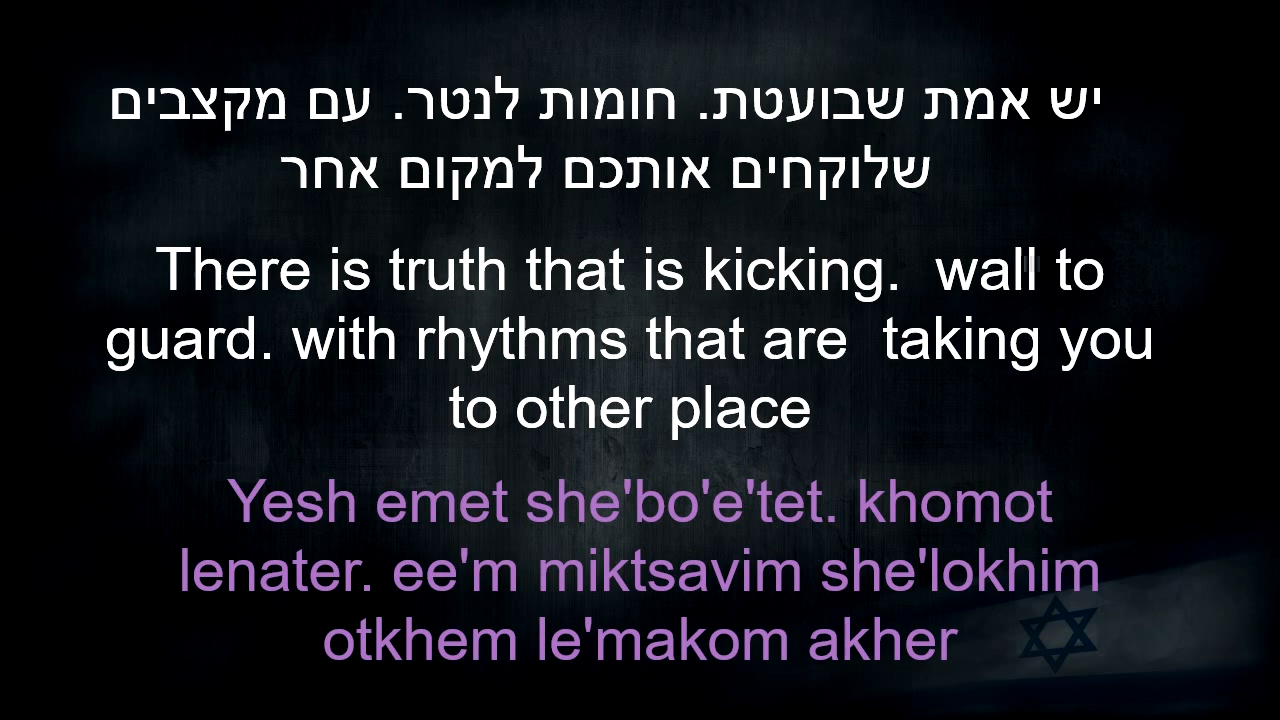 יש אמת שבועטת. חומות לנטר. עם מקצבים
שלוקחים אותכם למקום אחר
There is truth that is kicking.  wall to
guard. with rhythms that are  taking you
to other place
Yesh emet she'bo'e'tet. khomot
lenater. ee'm miktsavim she'lokhim
otkhem le'makom akher